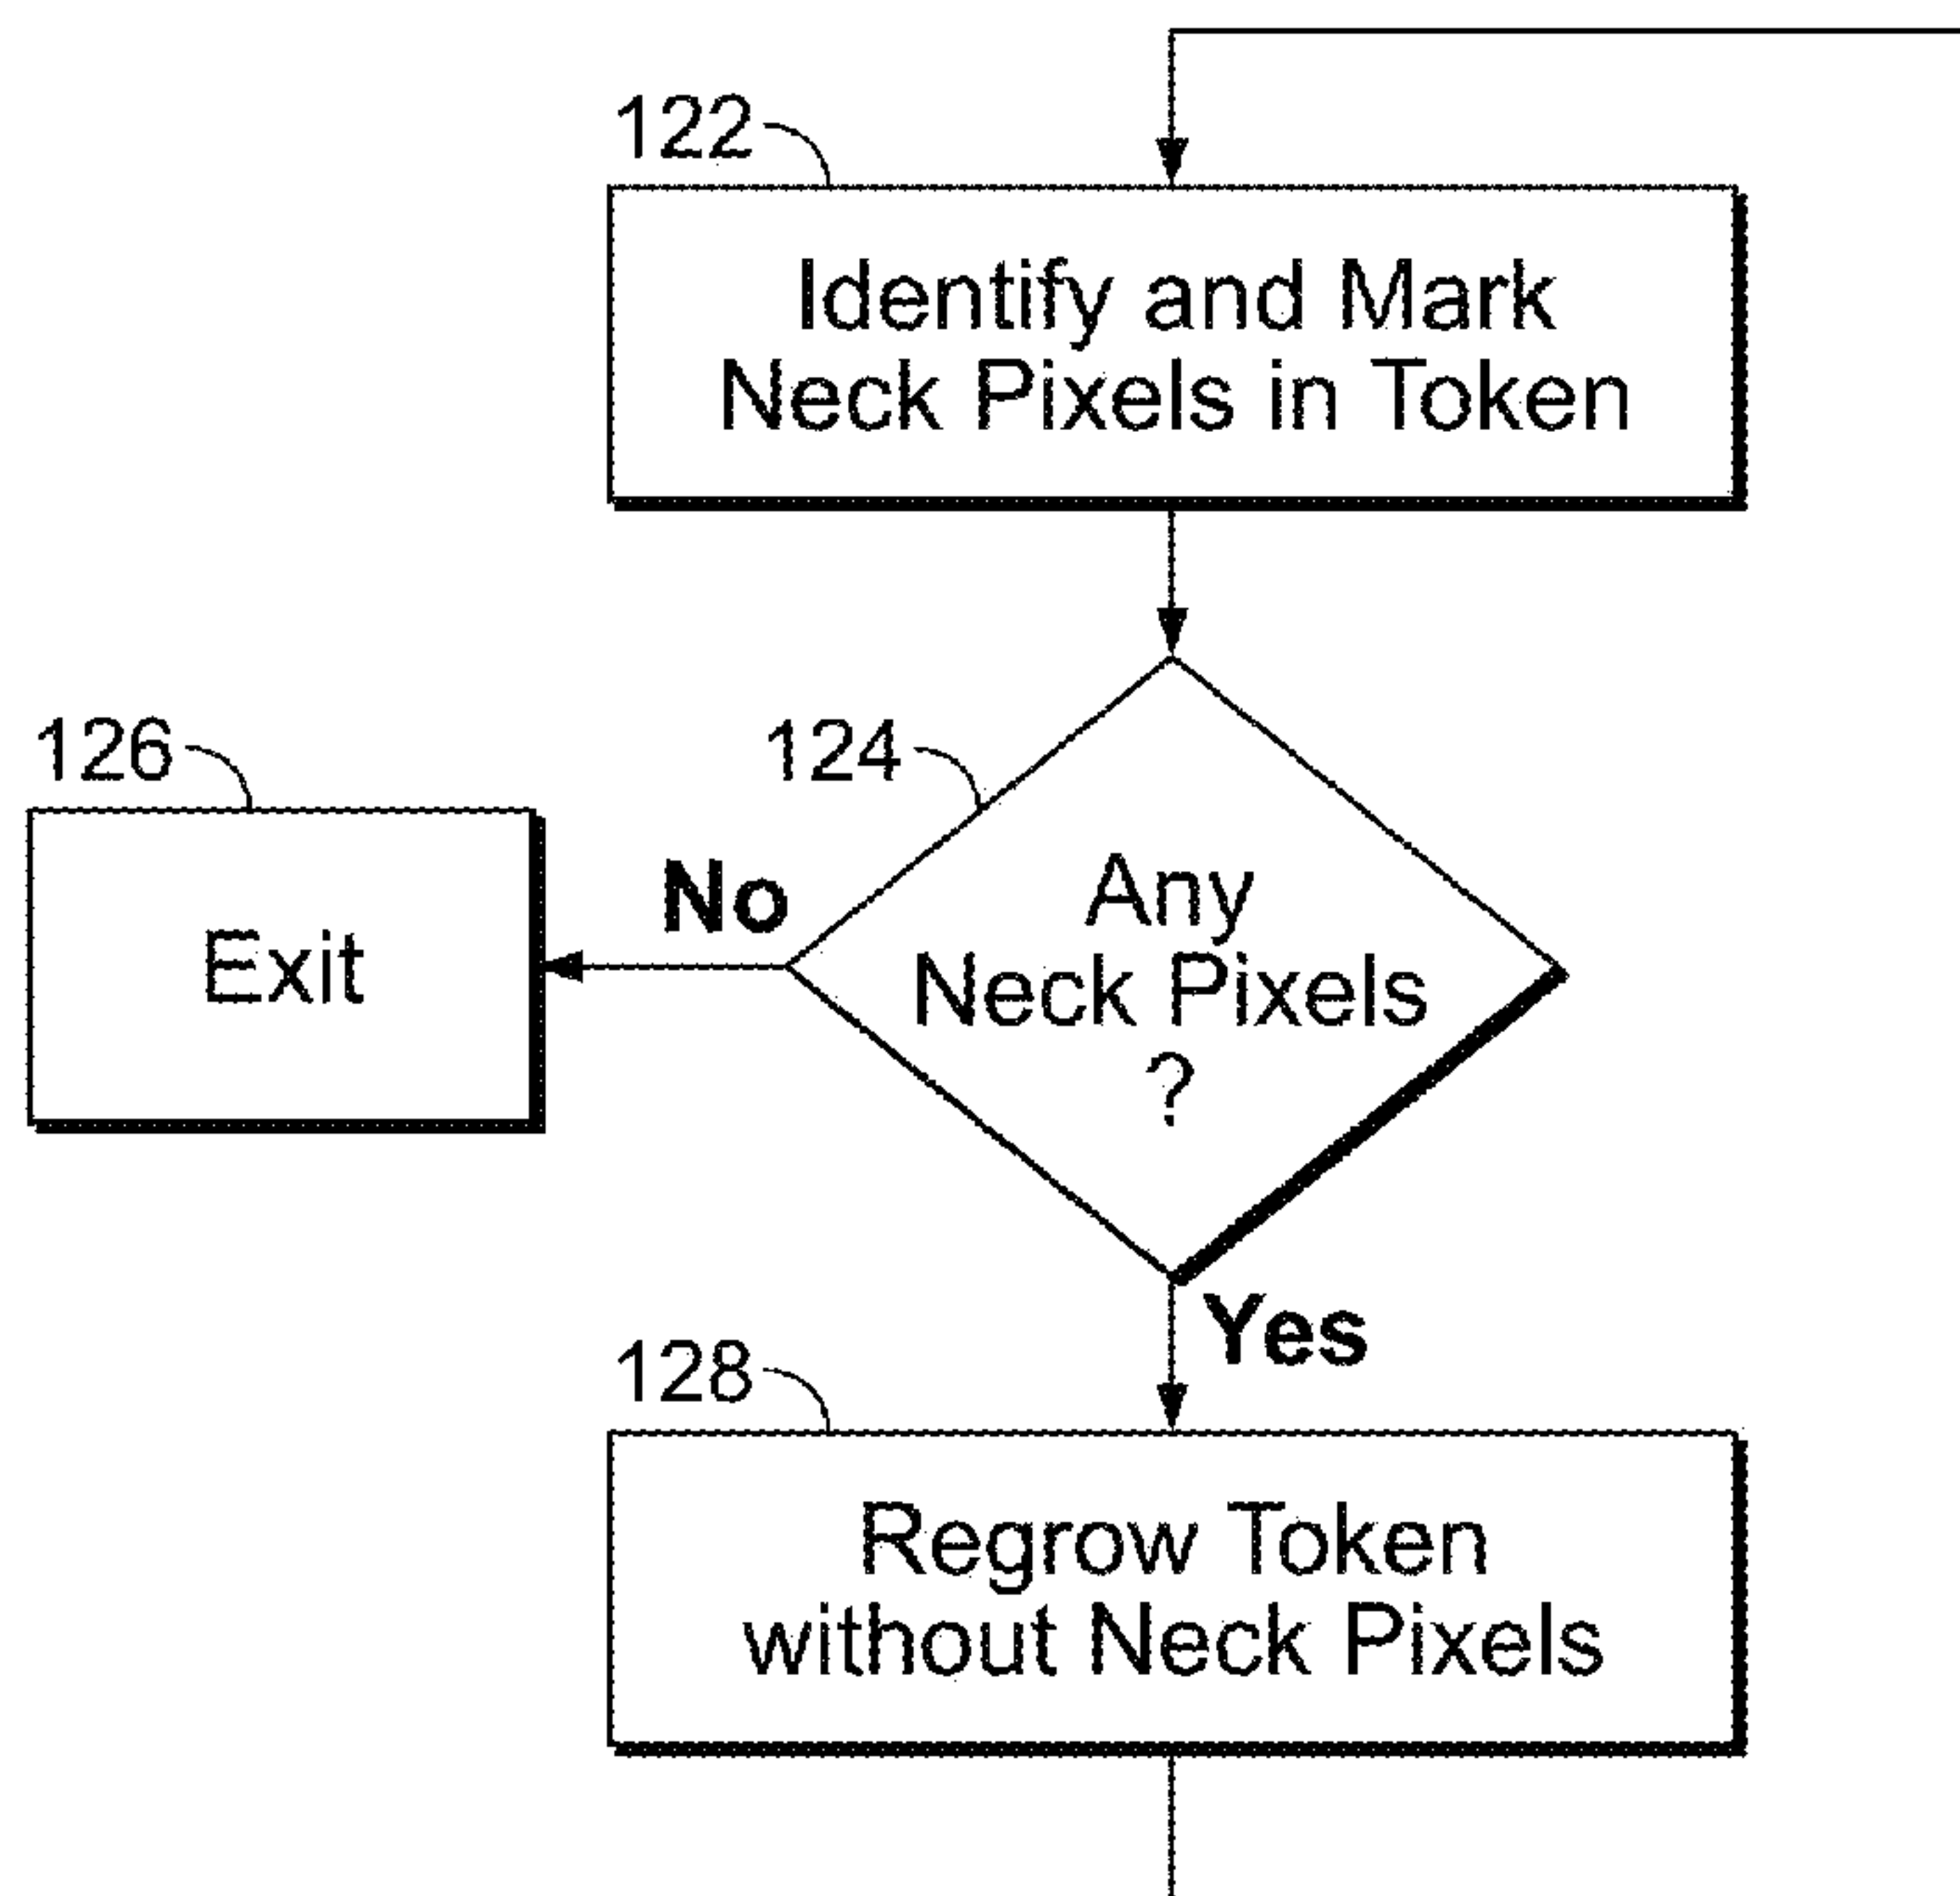 122
Identify and Mark
Neck Pixels in Token
126
124
No
Exit
Any
Neck Pixels
?
Yes
128
Regrow Token
without Neck Pixels